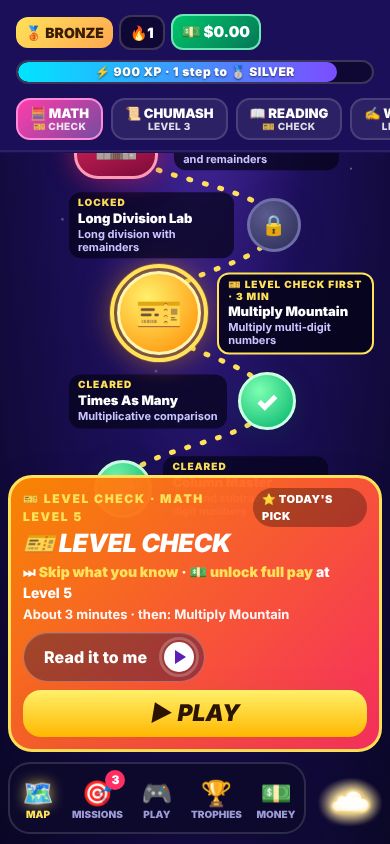 BRONZE
1
$0.00
900 XP · 1 step to SILVER
MATH
CHECK
CHUMASH
LEVEL 3
READING
CHECK
and remainders
LOCKED
Long Division Lab
Long division with
remainders
LEVEL CHECK FIRST
· 3 MIN
Multiply Mountain
Multiply multi-digit
numbers
CLEARED
Times As Many
Multiplicative comparison
CLEARED
LEVEL CHECK · MATH
LEVEL 5
TODAY'S
PICK
LEVEL CHECK
Skip what you know · unlock full pay at
Level 5
About 3 minutes · then: Multiply Mountain
Read it to me
PLAY
3
MAP
MISSIONS
PLAY
TROPHIES
MONEY